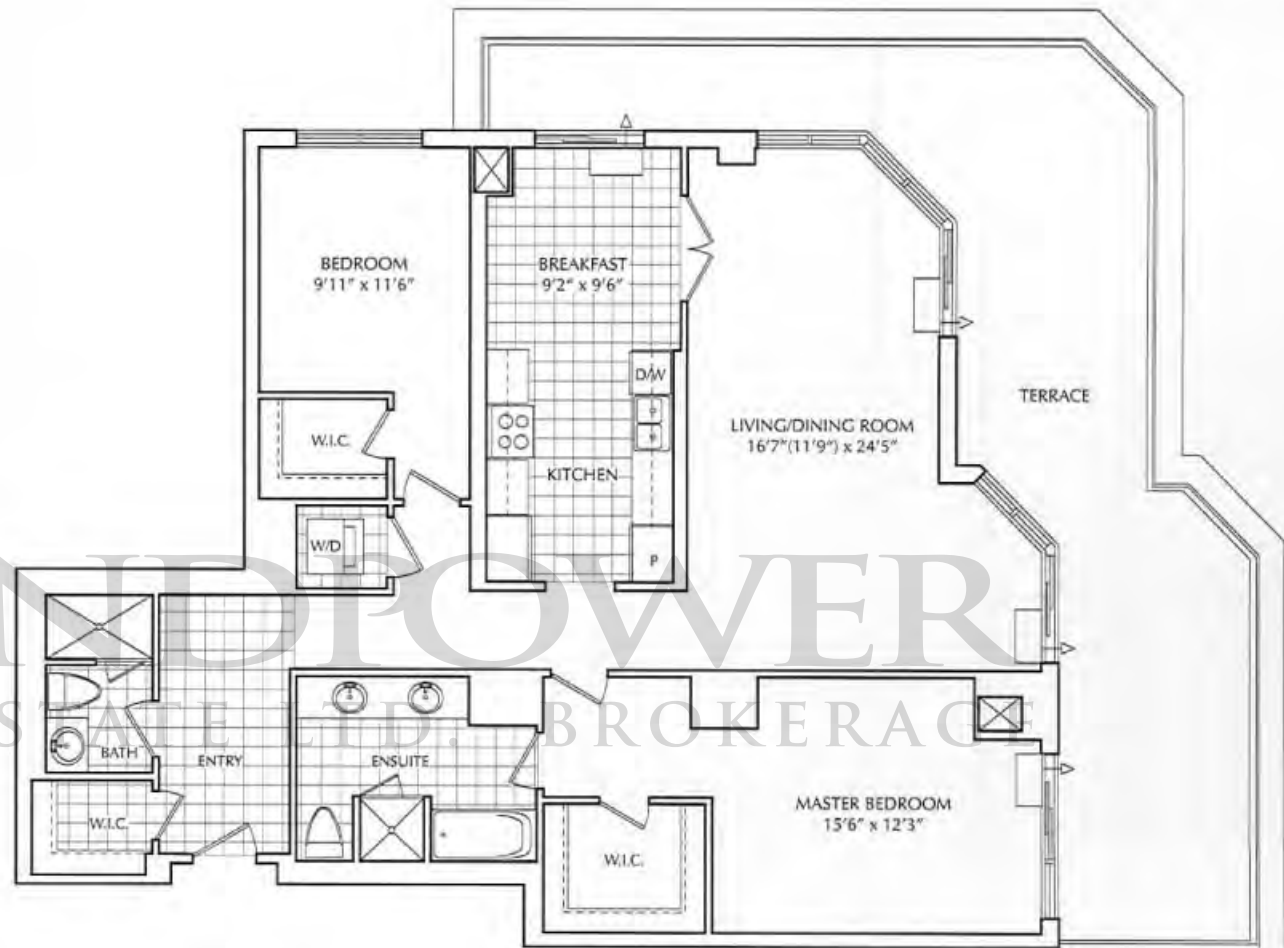 BEDROOM
9'11" x 11'6"
BREAKFAST
9'2" x 9'6"
D/W
W.I.C.
KITCHEN
LIVING/DINING ROOM
16'7"(11'9") x 24'5"
TERRACE
W/D
P
NDPOWER
STATE LTD. BROKERAGE
BATH
ENTRY
ENSUITE
W.I.C.
MASTER BEDROOM
15'6" x 12'3"
W.I.C.